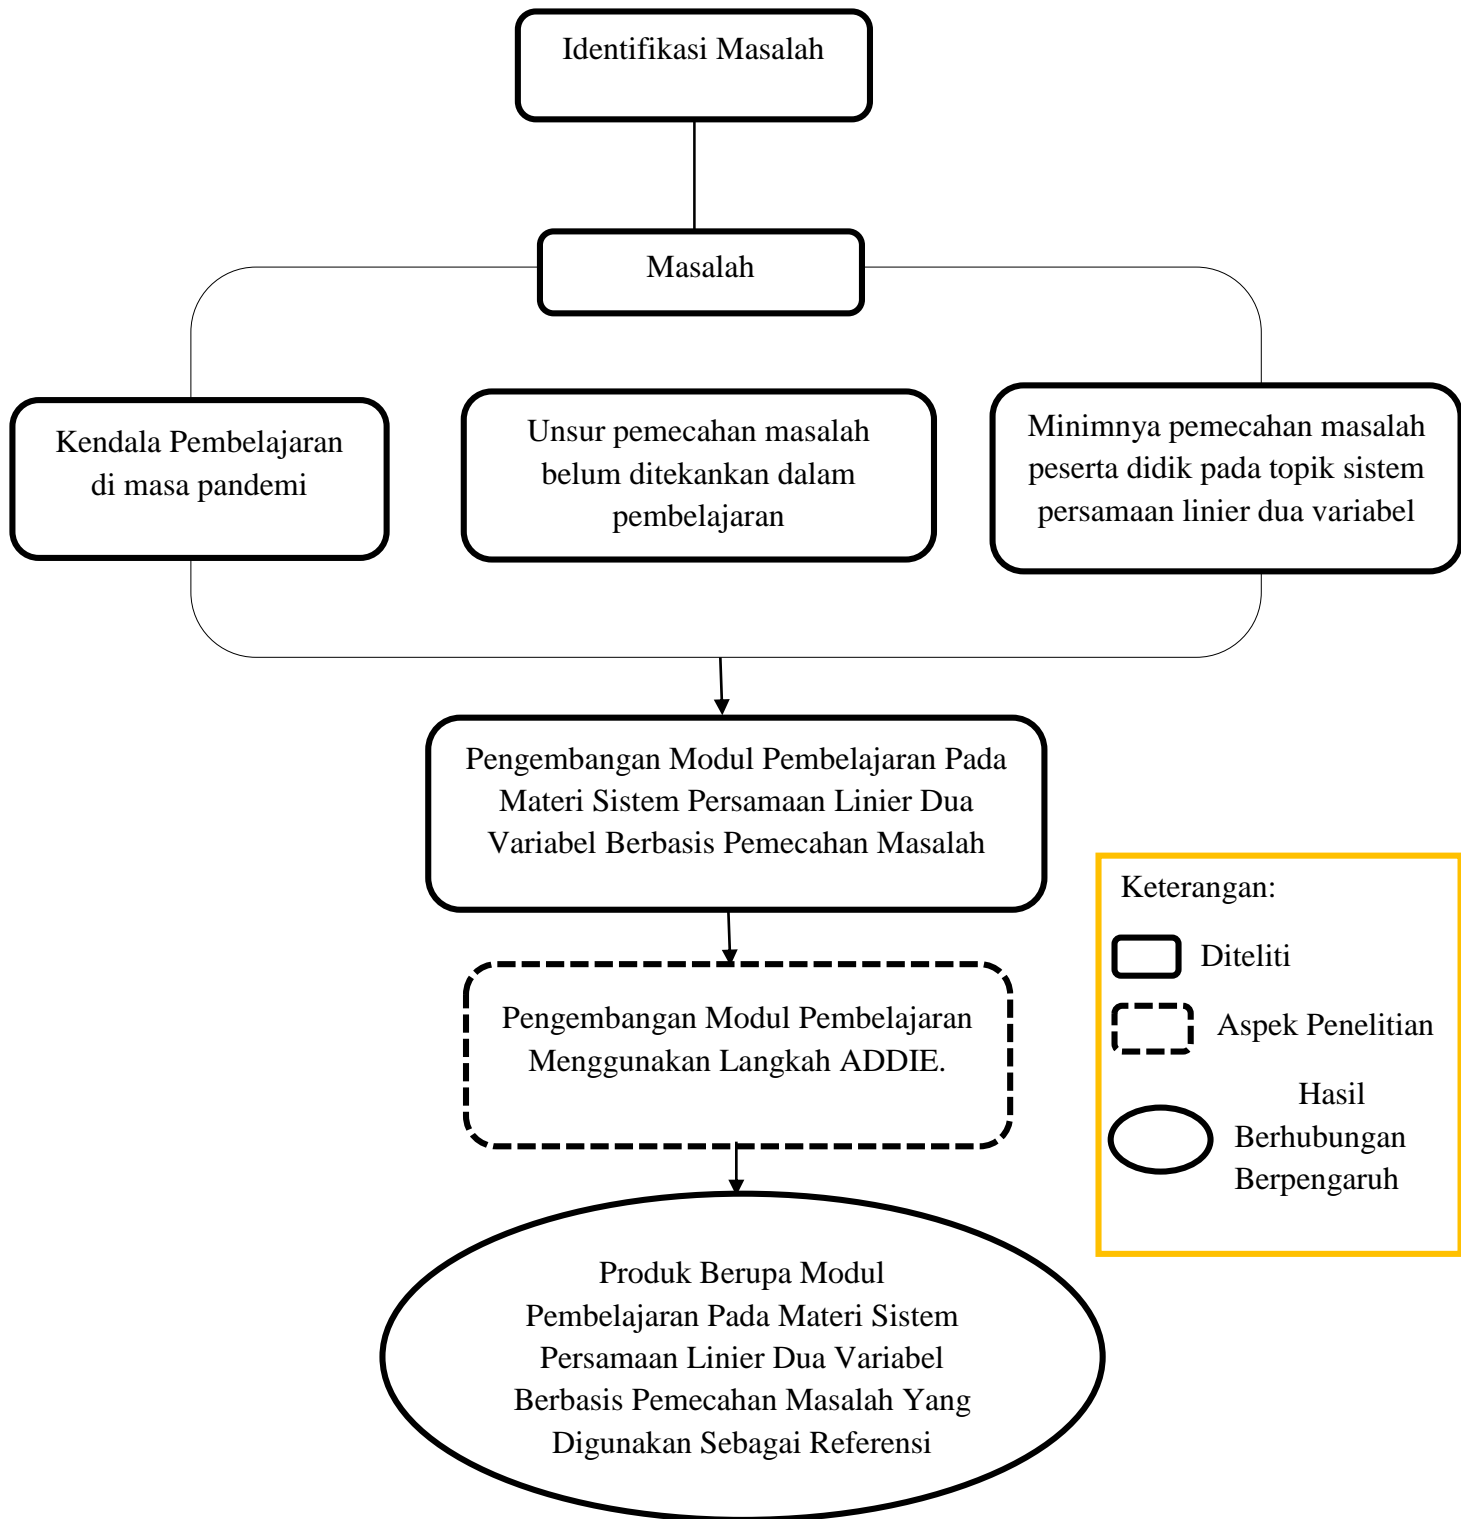 Identifikasi Masalah
Masalah
Kendala Pembelajaran
di masa pandemi
Unsur pemecahan masalah
belum ditekankan dalam
pembelajaran
Minimnya pemecahan masalah
peserta didik pada topik sistem
persamaan linier dua variabel
Pengembangan Modul Pembelajaran Pada
Materi Sistem Persamaan Linier Dua
Variabel Berbasis Pemecahan Masalah
Pengembangan Modul Pembelajaran
Menggunakan Langkah ADDIE.
Produk Berupa Modul
Pembelajaran Pada Materi Sistem
Persamaan Linier Dua Variabel
Berbasis Pemecahan Masalah Yang
Digunakan Sebagai Referensi
Keterangan:
Diteliti
Aspek Penelitian
Hasil
Berhubungan
Berpengaruh